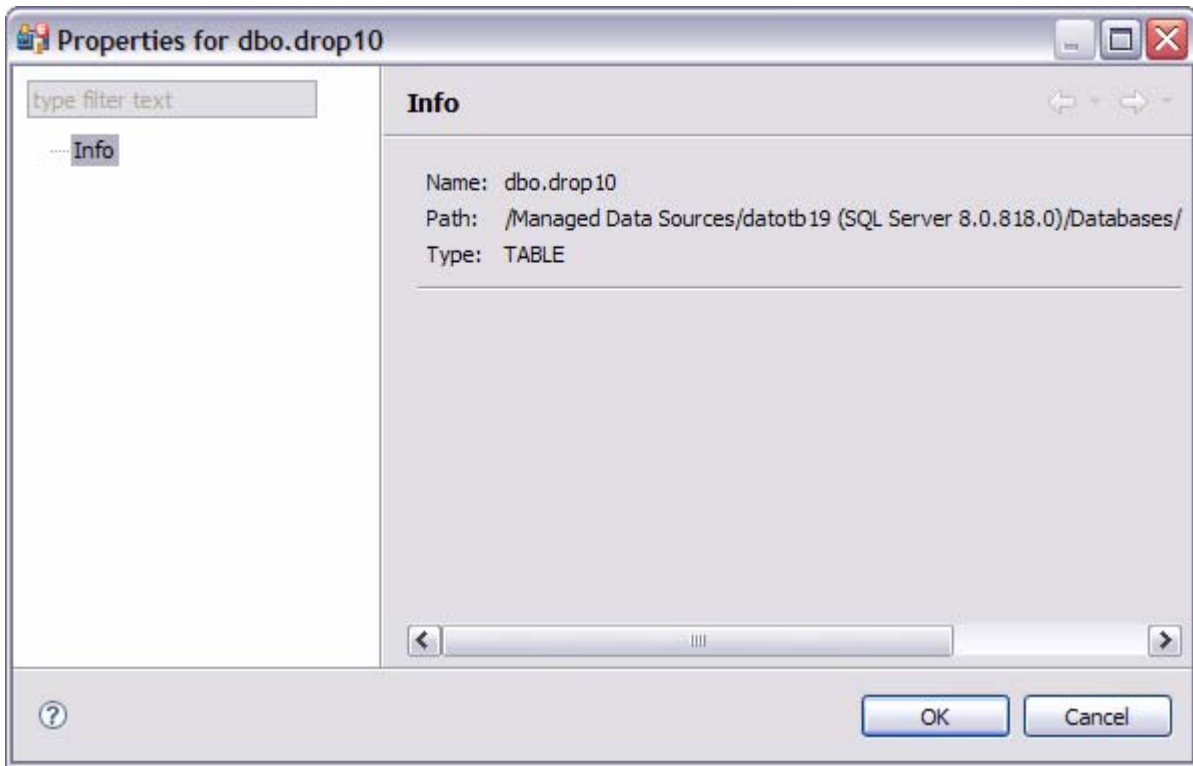 Properties for dbo.drop10
type filter text
Info
Info
Name: dbo.drop10
Path: /Managed Data Sources/datotb19 (SQL Server 8.0.818.0)/Databases/
Type: TABLE
OK
Cancel